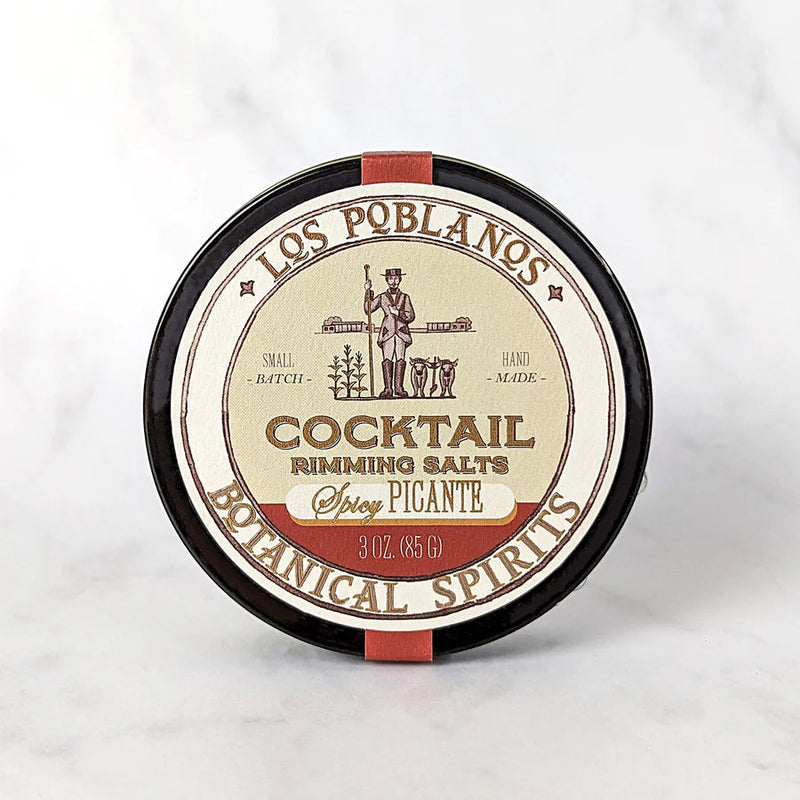 LOS POBLANOS
SMALL
- BATCH -
HAND
- MADE -
COCKTAIL
RIMMING SALTS
Spicy PICANTE
3 OZ. (85 G)
BOTANICAL SPIRITS